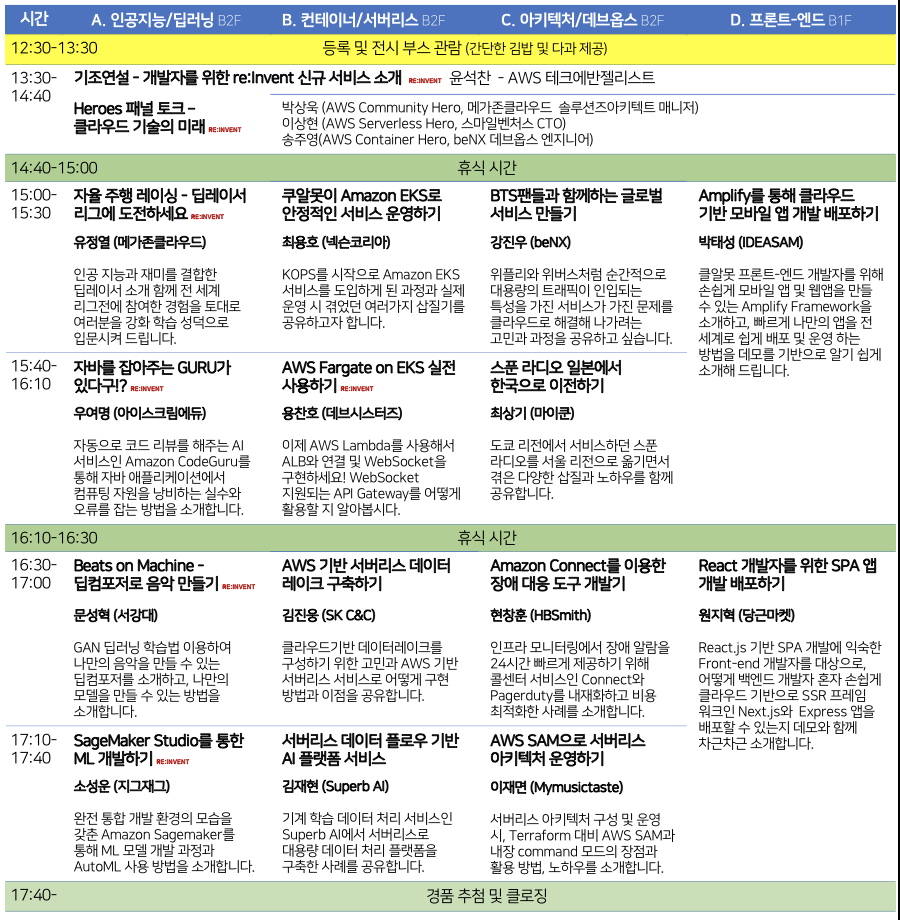 시간 A. 인공지능/딥러닝 B2F B. 컨테이너/서버리스 B2F C. 아키텍처/데브옵스 B2F D. 프론트-엔드 B1F
12:30-13:30 등록 및 전시 부스 관람 (간단한 김밥 및 다과 제공)
13:30-
14:40
기조연설 - 개발자를 위한 re:Invent 신규 서비스 소개 RE:INVENT 윤석찬 - AWS 테크에반젤리스트
Heroes 패널 토크 -
클라우드 기술의 미래 RE:INVENT
박상욱 (AWS Community Hero, 메가존클라우드 솔루션즈아키텍트 매니저)
이상현 (AWS Serverless Hero, 스마일벤처스 CTO)
송주영(AWS Container Hero, beNX 데브옵스 엔지니어)
14:40-15:00 휴식 시간
15:00-
15:30
자율 주행 레이싱 - 딥레이서
리그에 도전하세요 RE:INVENT
유정열 (메가존클라우드)
인공 지능과 재미를 결합한
딥레이서 소개 함께 전 세계
리그전에 참여한 경험을 토대로
여러분을 강화 학습 성덕으로
입문시켜 드립니다.
쿠알못이 Amazon EKS로
안정적인 서비스 운영하기
최용호 (넥슨코리아)
KOPS를 시작으로 Amazon EKS
서비스를 도입하게 된 과정과 실제
운영 시 겪었던 여러가지 삽질기를
공유하고자 합니다.
BTS팬들과 함께하는 글로벌
서비스 만들기
강진우 (beNX)
위플리와 위버스처럼 순간적으로
대용량의 트래픽이 인입되는
특성을 가진 서비스가 가진 문제를
클라우드로 해결해 나가려는
고민과 과정을 공유하고 싶습니다.
Amplify를 통해 클라우드
기반 모바일 앱 개발 배포하기
박태성 (IDEASAM)
클알못 프론트-엔드 개발자를 위해
손쉽게 모바일 앱 및 웹앱을 만들
수 있는 Amplify Framework을
소개하고, 빠르게 나만의 앱을 전
세계로 쉽게 배포 및 운영 하는
방법을 데모를 기반으로 알기 쉽게
소개해 드립니다.
15:40-
16:10
자바를 잡아주는 GURU가
있다구!? RE:INVENT
우여명 (아이스크림에듀)
자동으로 코드 리뷰를 해주는 AI
서비스인 Amazon CodeGuru를
통해 자바 애플리케이션에서
컴퓨팅 자원을 낭비하는 실수와
오류를 잡는 방법을 소개합니다.
AWS Fargate on EKS 실전
사용하기 RE:INVENT
용찬호 (데브시스터즈)
이제 AWS Lambda를 사용해서
ALB와 연결 및 WebSocket을
구현하세요! WebSocket
지원되는 API Gateway를 어떻게
활용할 지 알아봅시다.
스푼 라디오 일본에서
한국으로 이전하기
최상기 (마이쿤)
도쿄 리전에서 서비스하던 스푼
라디오를 서울 리전으로 옮기면서
겪은 다양한 삽질과 노하우를 함께
공유합니다.
16:10-16:30 휴식 시간
16:30-
17:00
Beats on Machine -
딥컴포저로 음악 만들기 RE:INVENT
문성혁 (서강대)
GAN 딥러닝 학습법 이용하여
나만의 음악을 만들 수 있는
딥컴포저를 소개하고, 나만의
모델을 만들 수 있는 방법을
소개합니다.
AWS 기반 서버리스 데이터
레이크 구축하기
김진웅 (SK C&C)
클라우드기반 데이터레이크를
구성하기 위한 고민과 AWS 기반
서버리스 서비스로 어떻게 구현
방법과 이점을 공유합니다.
Amazon Connect를 이용한
장애 대응 도구 개발기
현창훈 (HBSmith)
인프라 모니터링에서 장애 알람을
24시간 빠르게 제공하기 위해
콜센터 서비스인 Connect와
Pagerduty를 내재화하고 비용
최적화한 사례를 소개합니다.
React 개발자를 위한 SPA 앱
개발 배포하기
원지혁 (당근마켓)
React.js 기반 SPA 개발에 익숙한
Front-end 개발자를 대상으로,
어떻게 백엔드 개발자 혼자 손쉽게
클라우드 기반으로 SSR 프레임
워크인 Next.js와 Express 앱을
배포할 수 있는지 데모와 함께
차근차근 소개합니다.
17:10-
17:40
SageMaker Studio를 통한
ML 개발하기 RE:INVENT
소성운 (지그재그)
완전 통합 개발 환경의 모습을
갖춘 Amazon Sagemaker를
통해 ML 모델 개발 과정과
AutoML 사용 방법을 소개합니다.
서버리스 데이터 플로우 기반
AI 플랫폼 서비스
김재현 (Superb AI)
기계 학습 데이터 처리 서비스인
Superb AI에서 서버리스로
대용량 데이터 처리 플랫폼을
구축한 사례를 공유합니다.
AWS SAM으로 서버리스
아키텍처 운영하기
이재면 (Mymusictaste)
서버리스 아키텍처 구성 및 운영
시, Terraform 대비 AWS SAM과
내장 command 모드의 장점과
활용 방법, 노하우를 소개합니다.
17:40- 경품 추첨 및 클로징